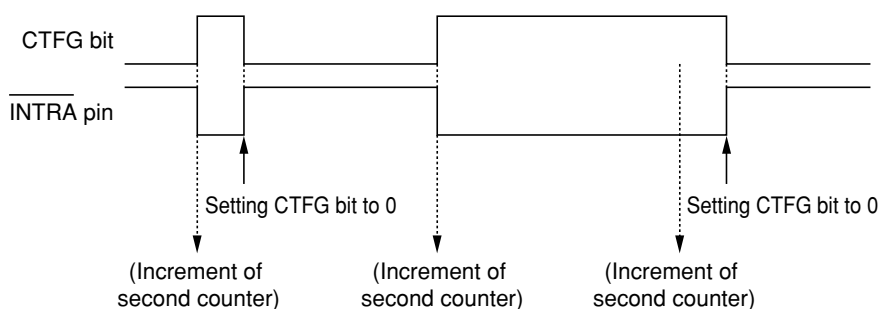 CTFG bit
INTRA pin
Setting CTFG bit to 0
Setting CTFG bit to 0
(Increment of
second counter)
(Increment of
second counter)
(Increment of
second counter)